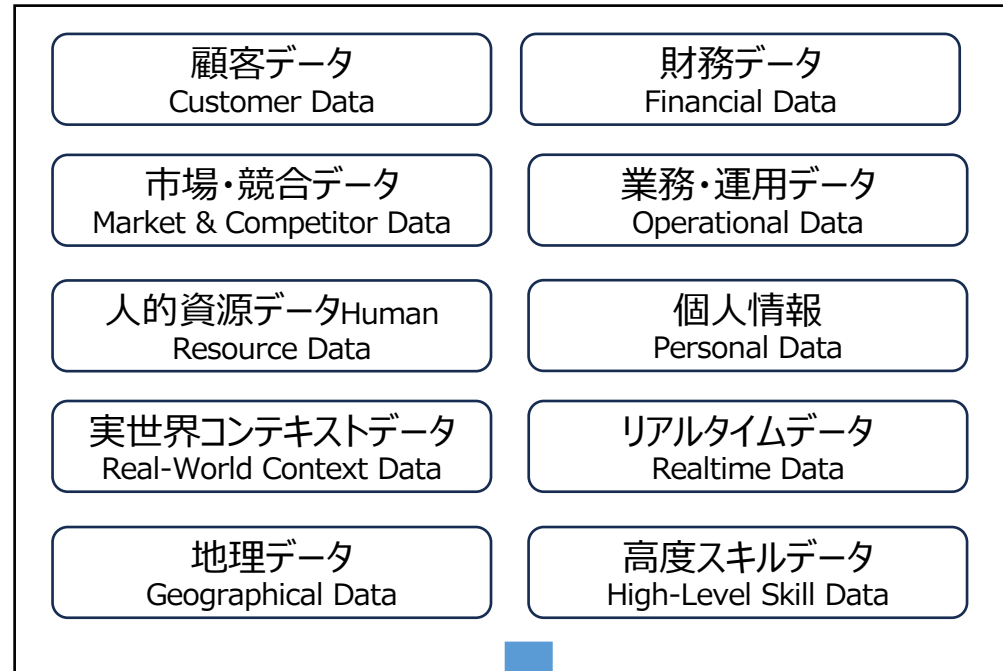 顧客データ
Customer Data
財務データ
Financial Data
市場・競合データ
Market & Competitor Data
業務・運用データ
Operational Data
人的資源データHuman
Resource Data
個人情報
Personal Data
実世界コンテキストデータ
Real-World Context Data
リアルタイムデータ
Realtime Data
地理データ
Geographical Data
高度スキルデータ
High-Level Skill Data